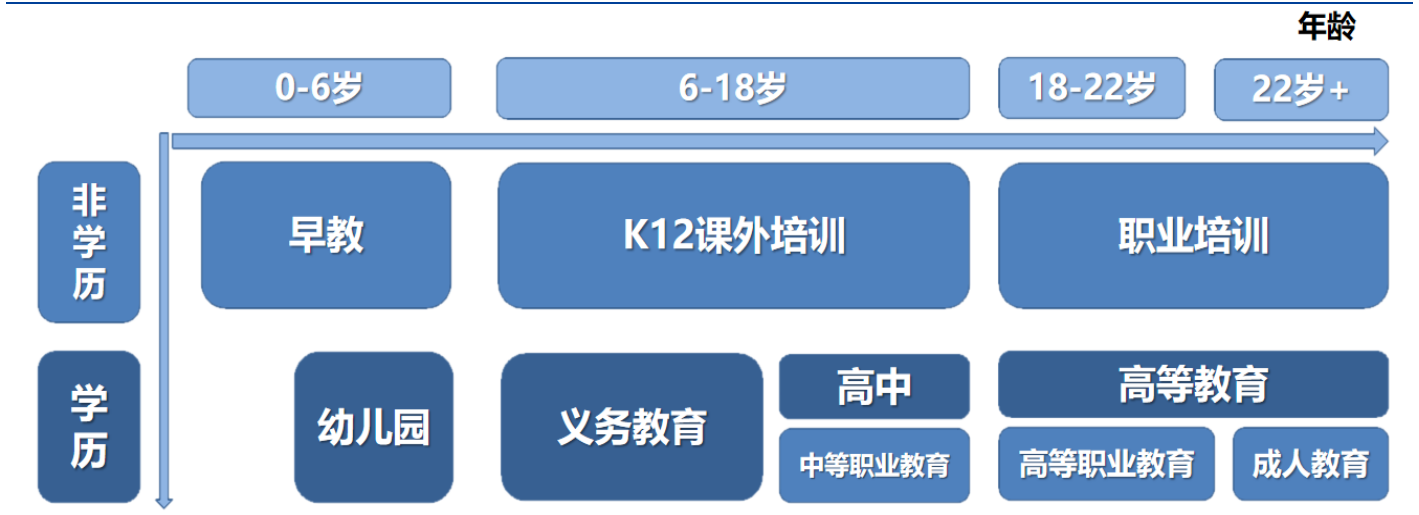 年龄
0-6岁
6-18岁
18-22岁
22岁+
非
学
历
早教
K12课外培训
职业培训
学
历
幼儿园
义务教育
高中
中等职业教育
高等教育
高等职业教育
成人教育